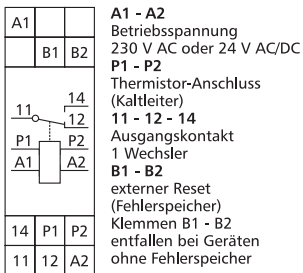 A1
B1 B2
14
11
12
P1 P2
A1 A2
14 P1 P2
11 12 A2
A1 - A2
Betriebsspannung
230 V AC oder 24 V AC/DC
P1 - P2
Thermistor-Anschluss
(Kaltleiter)
11 - 12 - 14
Ausgangskontakt
1 Wechsler
B1 - B2
externer Reset
(Fehlerspeicher)
Klemmen B1 - B2
entfallen bei Geräten
ohne Fehlerspeicher